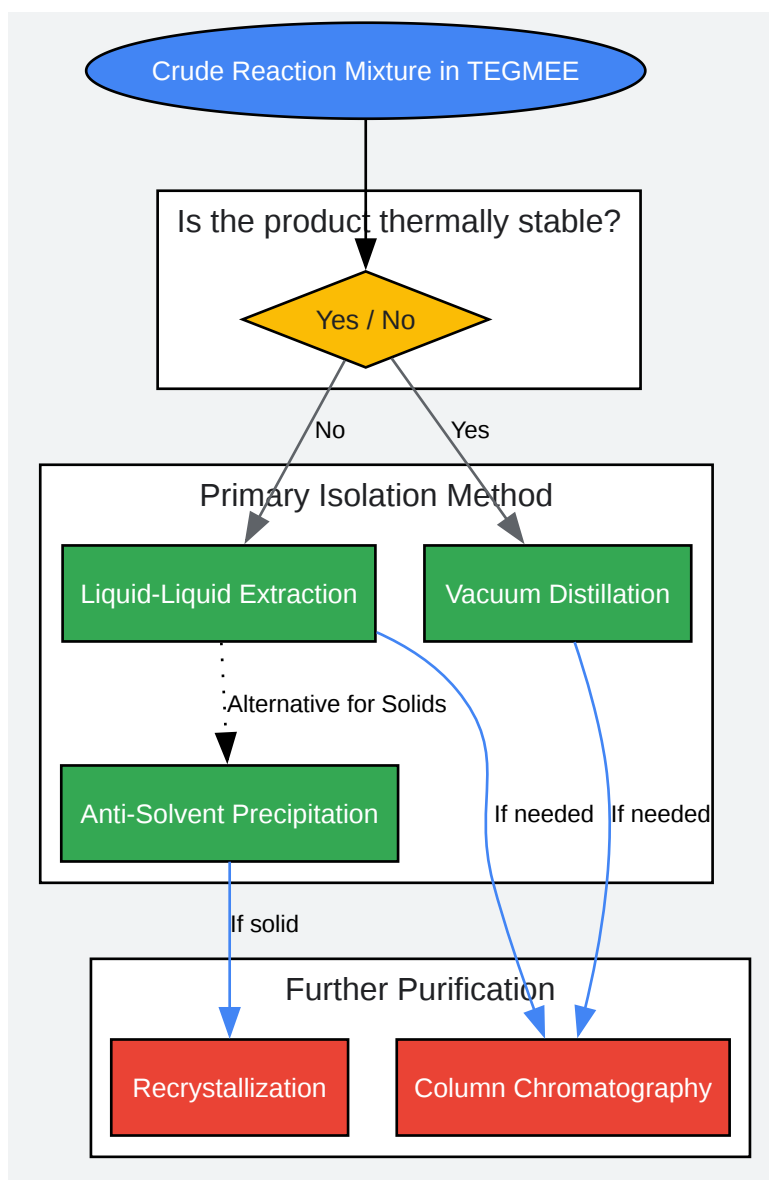 Crude Reaction Mixture in TEGMEE
Is the product thermally stable?
Yes / No
No
Yes
Primary Isolation Method
Liquid-Liquid Extraction
Vacuum Distillation
Alternative for Solids
Anti-Solvent Precipitation
If needed
If needed
If solid
Further Purification
Recrystallization
Column Chromatography